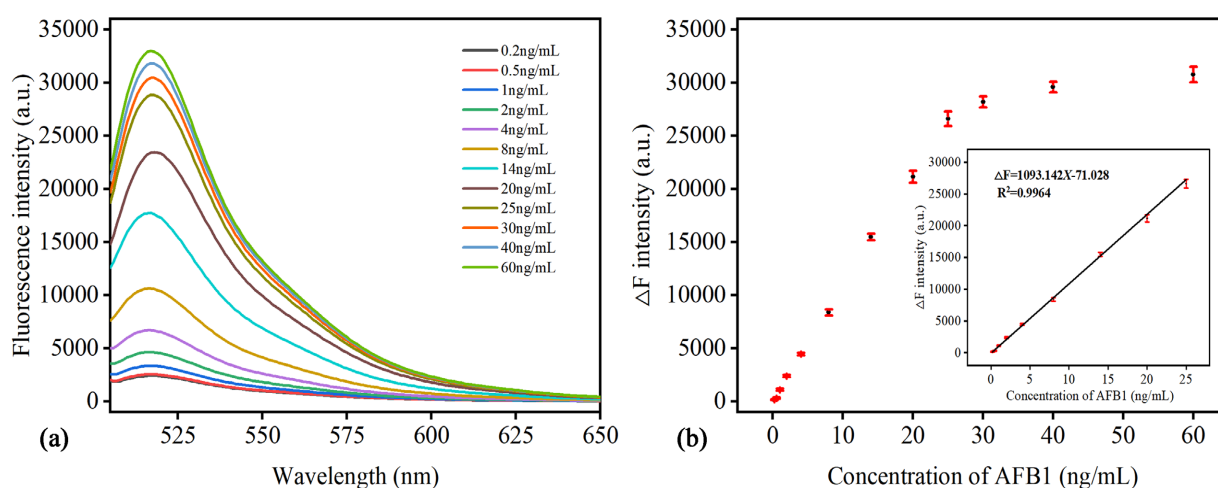 35000
30000
25000
20000
15000
10000
5000
0
Fluorescence intensity (a.u.)
0.2ng/mL
0.5ng/mL
1ng/mL
2ng/mL
4ng/mL
8ng/mL
14ng/mL
20ng/mL
25ng/mL
30ng/mL
40ng/mL
60ng/mL
525 550 575 600 625 650
(a)
Wavelength (nm)
35000
30000
25000
20000
15000
10000
5000
0
△F intensity (a.u.)
30000
25000
20000
15000
10000
5000
0
△F intensity (a.u.)
△F=1093.142X-71.028
R²=0.9964
0 5 10 15 20 25
Concentration of AFB1 (ng/mL)
0 10 20 30 40 50 60
(b)
Concentration of AFB1 (ng/mL)